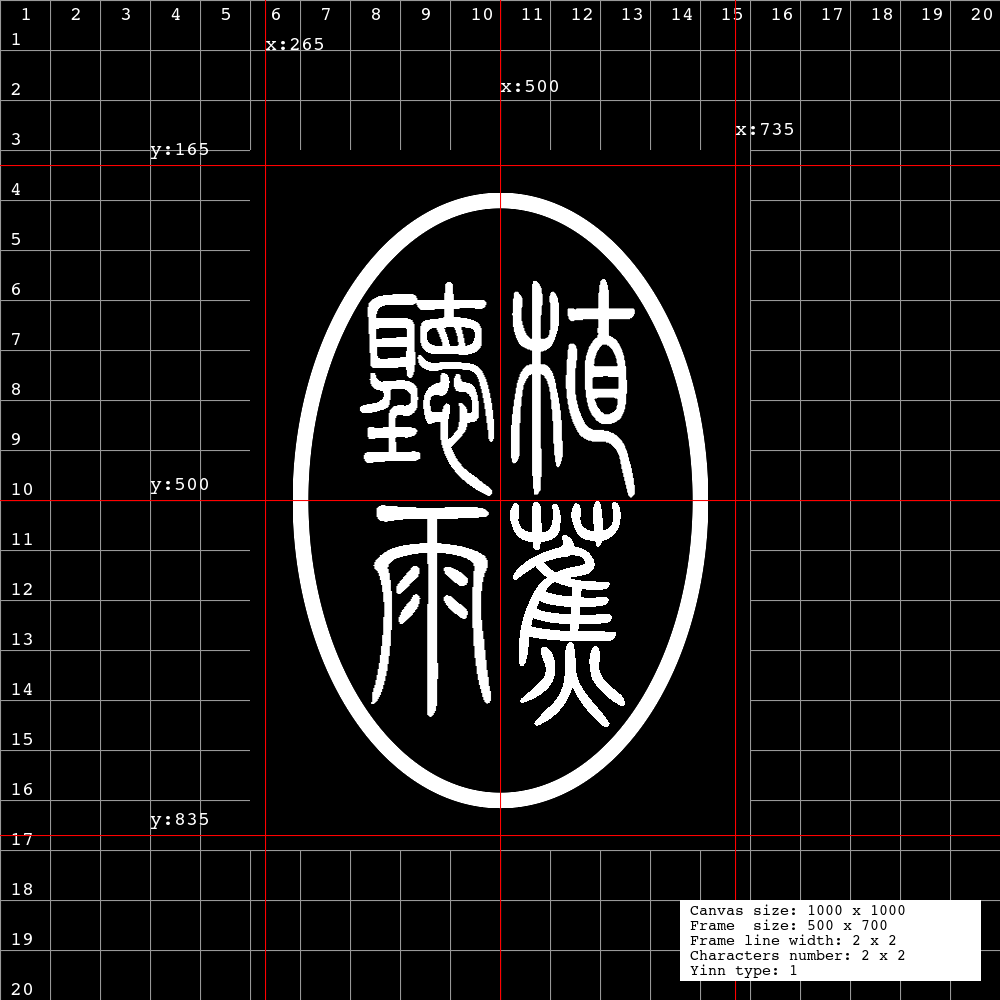 1 2 3 4 5 6 7 8 9 10 11 12 13 14 15 16 17 18 19 20
1
2
3
4
5
6
7
8
9
10
11
12
13
14
15
16
17
18
19
20
x:265
x:500
x:735
y:165
y:500
y:835
植蕉
聽雨
Canvas size: 1000 x 1000
Frame  size: 500 x 700
Frame line width: 2 x 2
Characters number: 2 x 2
Yinn type: 1